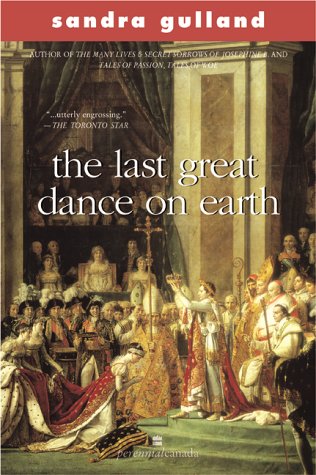 sandra gulland
AUTHOR OF THE MANY LIVES & SECRET SORROWS OF JOSEPHINE B. AND
TALES OF PASSION, TALES OF WOE
"...utterly engrossing."
—THE TORONTO STAR
the last great
dance on earth
perennialcanada